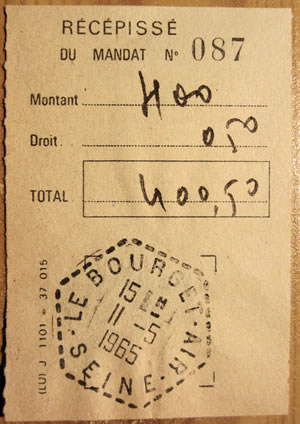 RÉCÉPISSÉ
DU MANDAT N° 087
Montant 400
Droit 0,50
TOTAL 400,50
LE BOURGET-AIR
15 H
11-5
1965
SEINE
(LU) J 1101 - 37 015